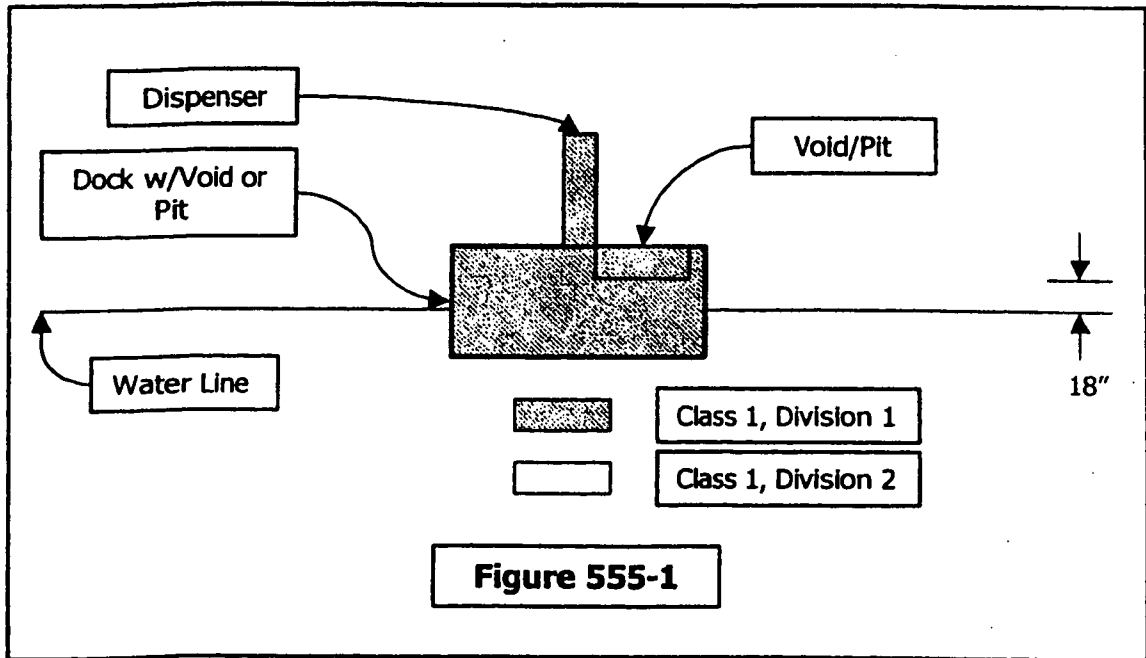 Dispenser
Void/Pit
Dock w/Void or
Pit
Water Line
18"
Class 1, Division 1
Class 1, Division 2
Figure 555-1